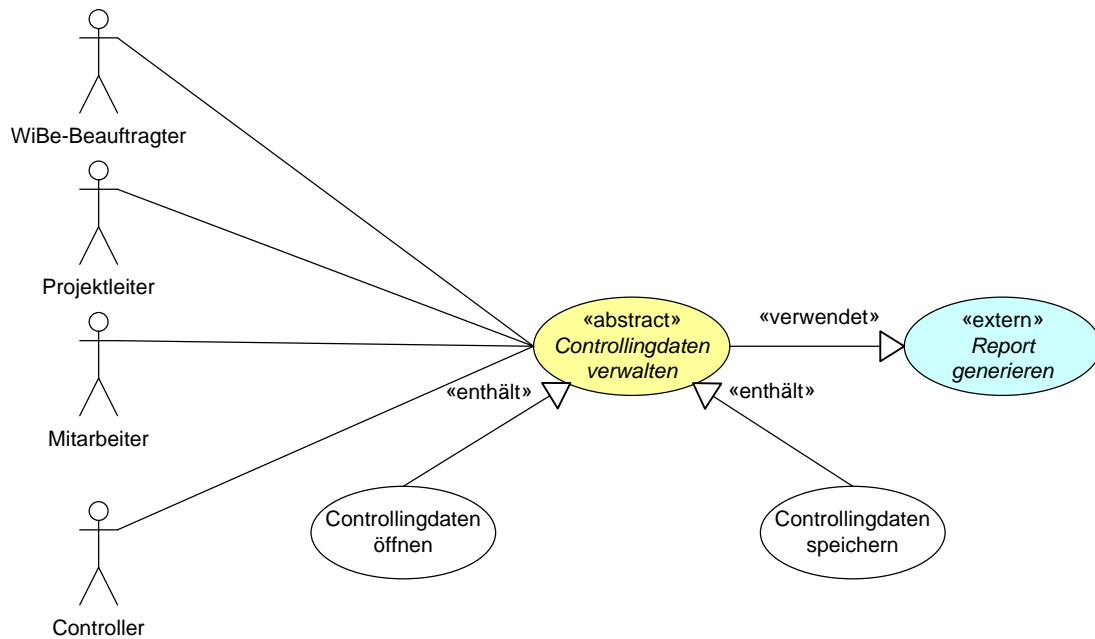 WiBe-Beauftragter
Projektleiter
Mitarbeiter
Controller
«abstract»
Controllingdaten
verwalten
«verwendet»
«extern»
Report
generieren
«enthält»
«enthält»
Controllingdaten
öffnen
Controllingdaten
speichern